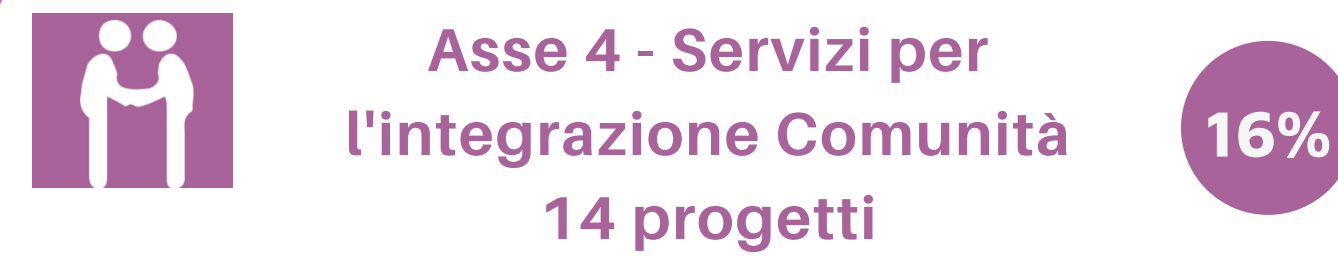 Asse 4 - Servizi per
l'integrazione Comunità
14 progetti
16%